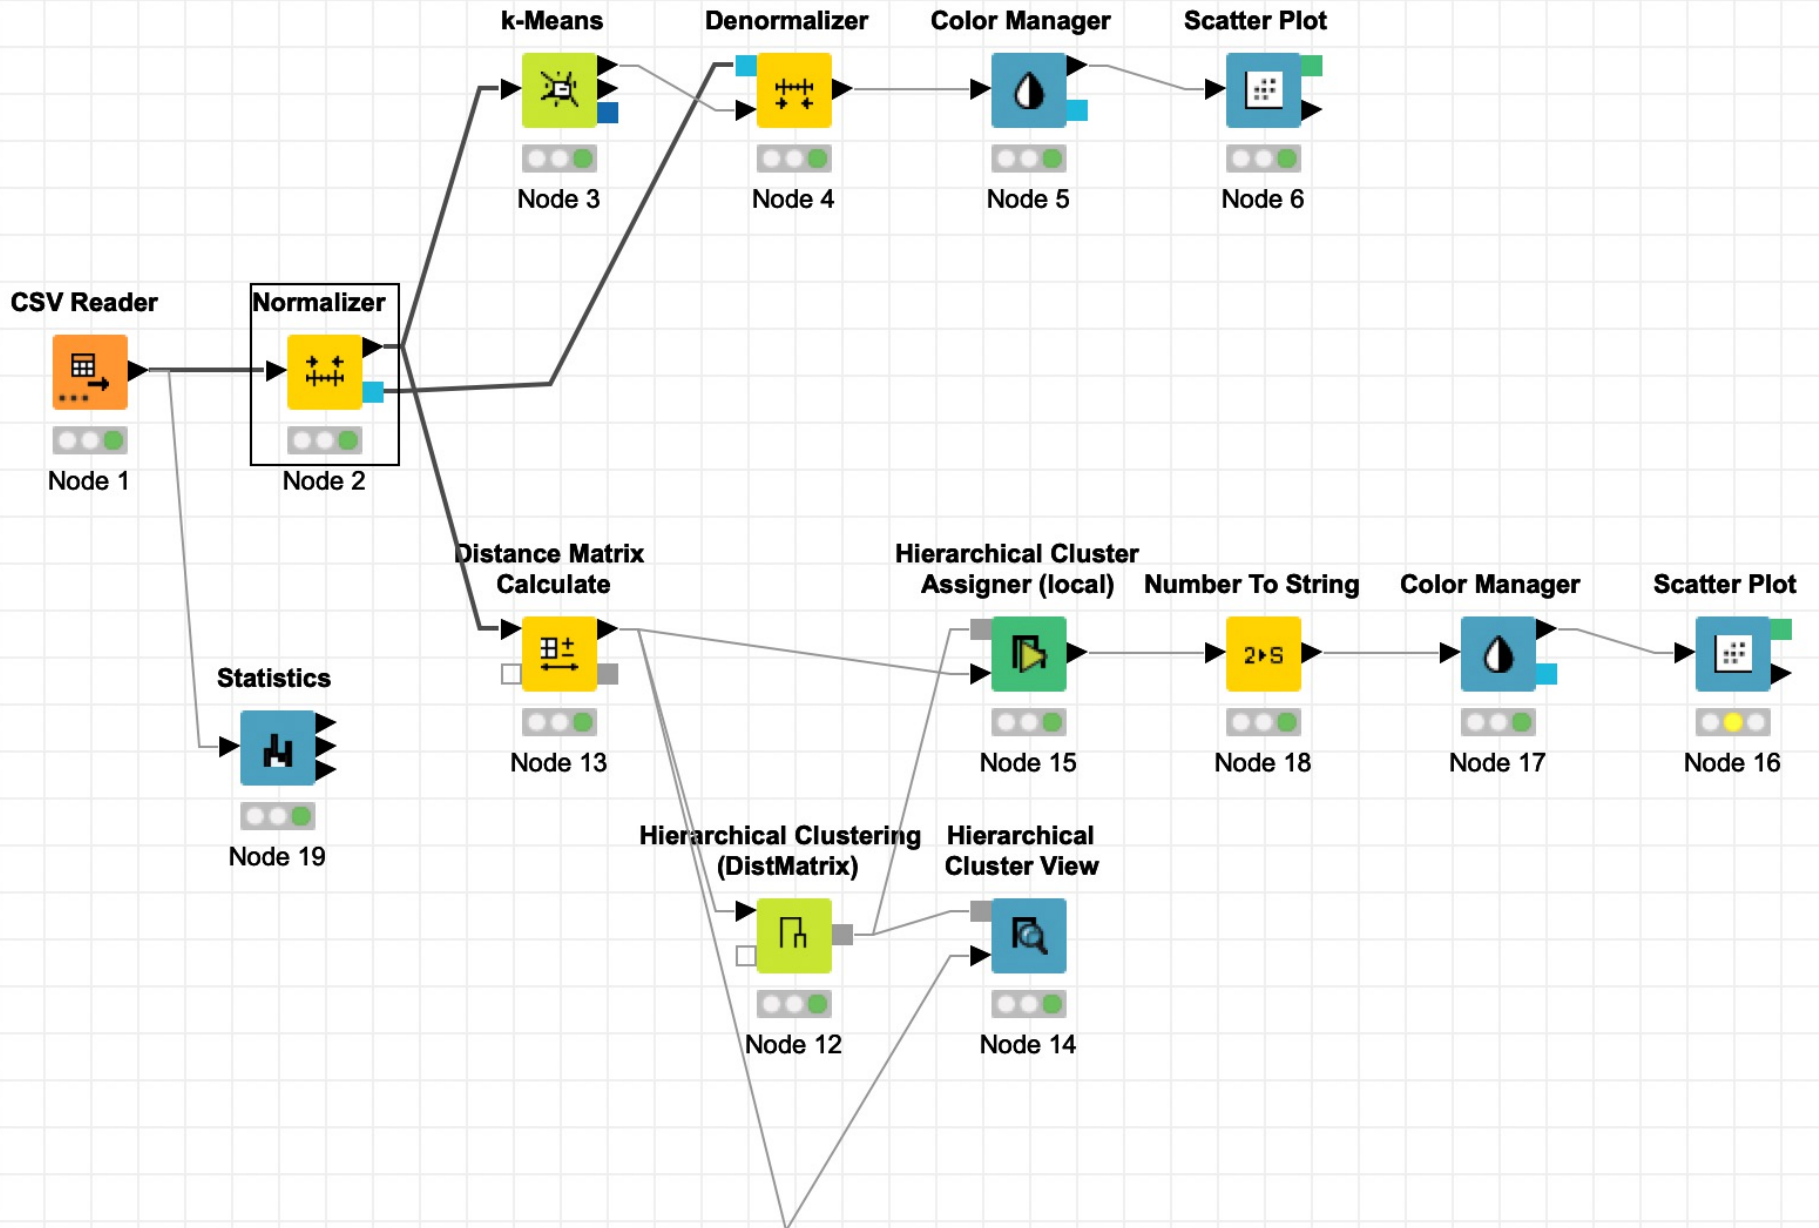 k-Means
Denormalizer
Color Manager
Scatter Plot
Node 3
Node 4
Node 5
Node 6
CSV Reader
Normalizer
Node 1
Node 2
Distance Matrix
Calculate
Hierarchical Cluster
Assigner (local)
Number To String
Color Manager
Scatter Plot
2▸S
Node 13
Node 15
Node 18
Node 17
Node 16
Statistics
Node 19
Hierarchical Clustering
(DistMatrix)
Hierarchical
Cluster View
Node 12
Node 14